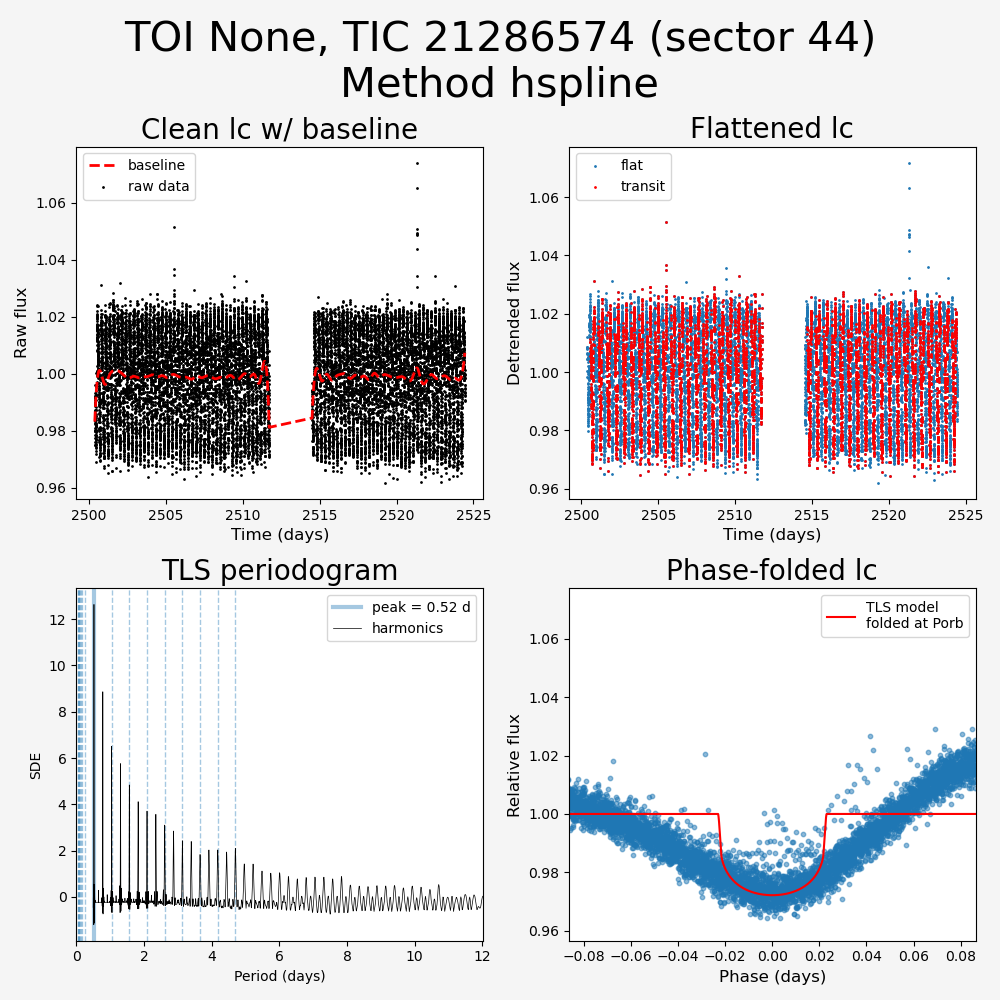 TOI None, TIC 21286574 (sector 44)
Method hspline
Clean lc w/ baseline
baseline
raw data
Raw flux
1.06
1.04
1.02
1.00
0.98
0.96
2500 2505 2510 2515 2520 2525
Time (days)
Flattened lc
flat
transit
Detrended flux
1.06
1.04
1.02
1.00
0.98
0.96
2500 2505 2510 2515 2520 2525
Time (days)
TLS periodogram
peak = 0.52 d
harmonics
SDE
12
10
8
6
4
2
0
0 2 4 6 8 10 12
Period (days)
Phase-folded lc
TLS model
folded at Porb
Relative flux
1.06
1.04
1.02
1.00
0.98
0.96
−0.08 −0.06 −0.04 −0.02 0.00 0.02 0.04 0.06 0.08
Phase (days)